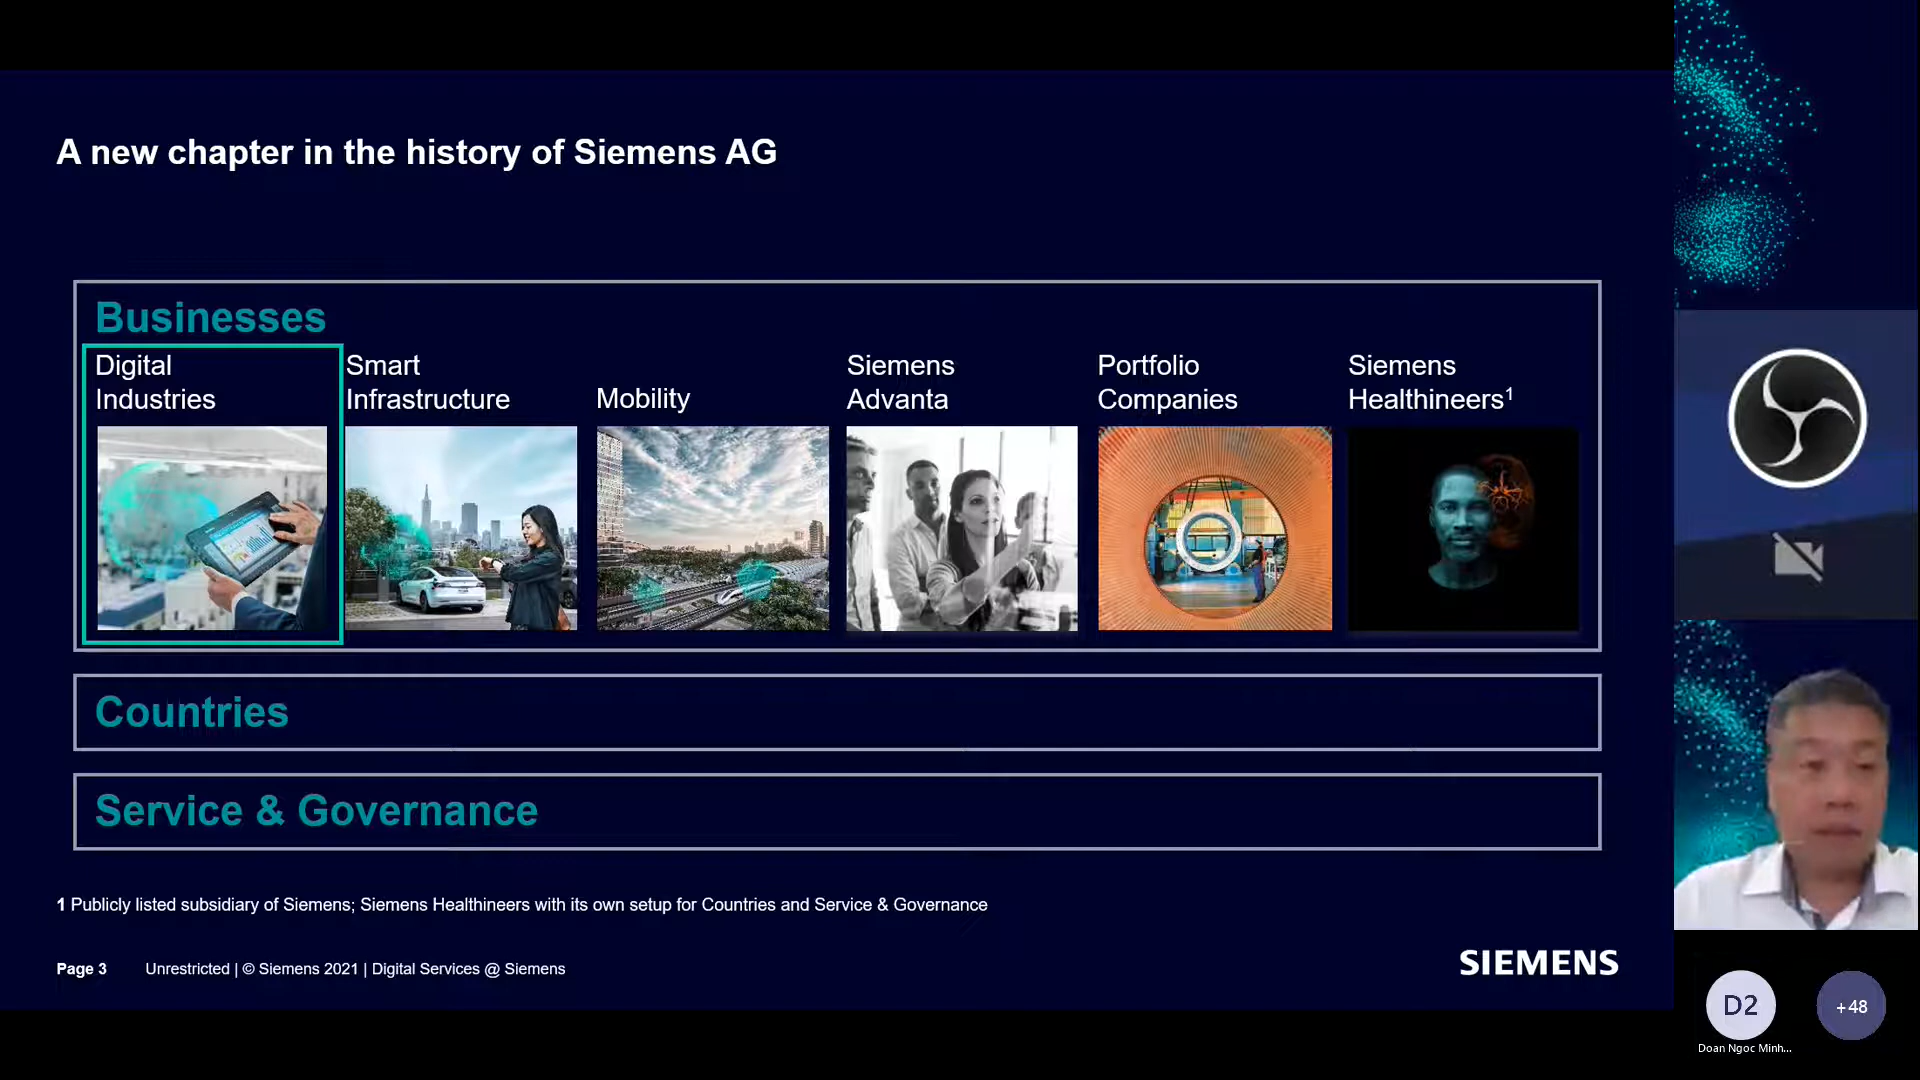 A new chapter in the history of Siemens AG
Businesses
Digital
Industries
Smart
Infrastructure
Mobility
Siemens
Advanta
Portfolio
Companies
Siemens
Healthineers¹
Countries
Service & Governance
1 Publicly listed subsidiary of Siemens; Siemens Healthineers with its own setup for Countries and Service & Governance
Page 3 Unrestricted | © Siemens 2021 | Digital Services @ Siemens
SIEMENS
D2
+48
Doan Ngoc Minh...